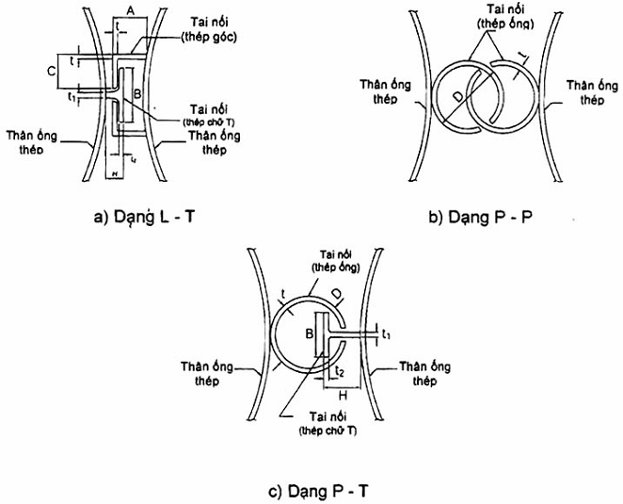 A
Tai nối
(thép góc)
t
t
C
t₁
B
Tai nối
(thép chữ T)
Thân ống
thép
Thân ống
thép
t₂
H
a) Dạng L - T
Tai nối
(thép ống)
t
D
Thân ống
thép
Thân ống
thép
b) Dạng P - P
Tai nối
(thép ống)
t
D
B
t₁
t₂
H
Thân ống
thép
Thân ống
thép
Tai nối
(thép chữ T)
c) Dạng P - T